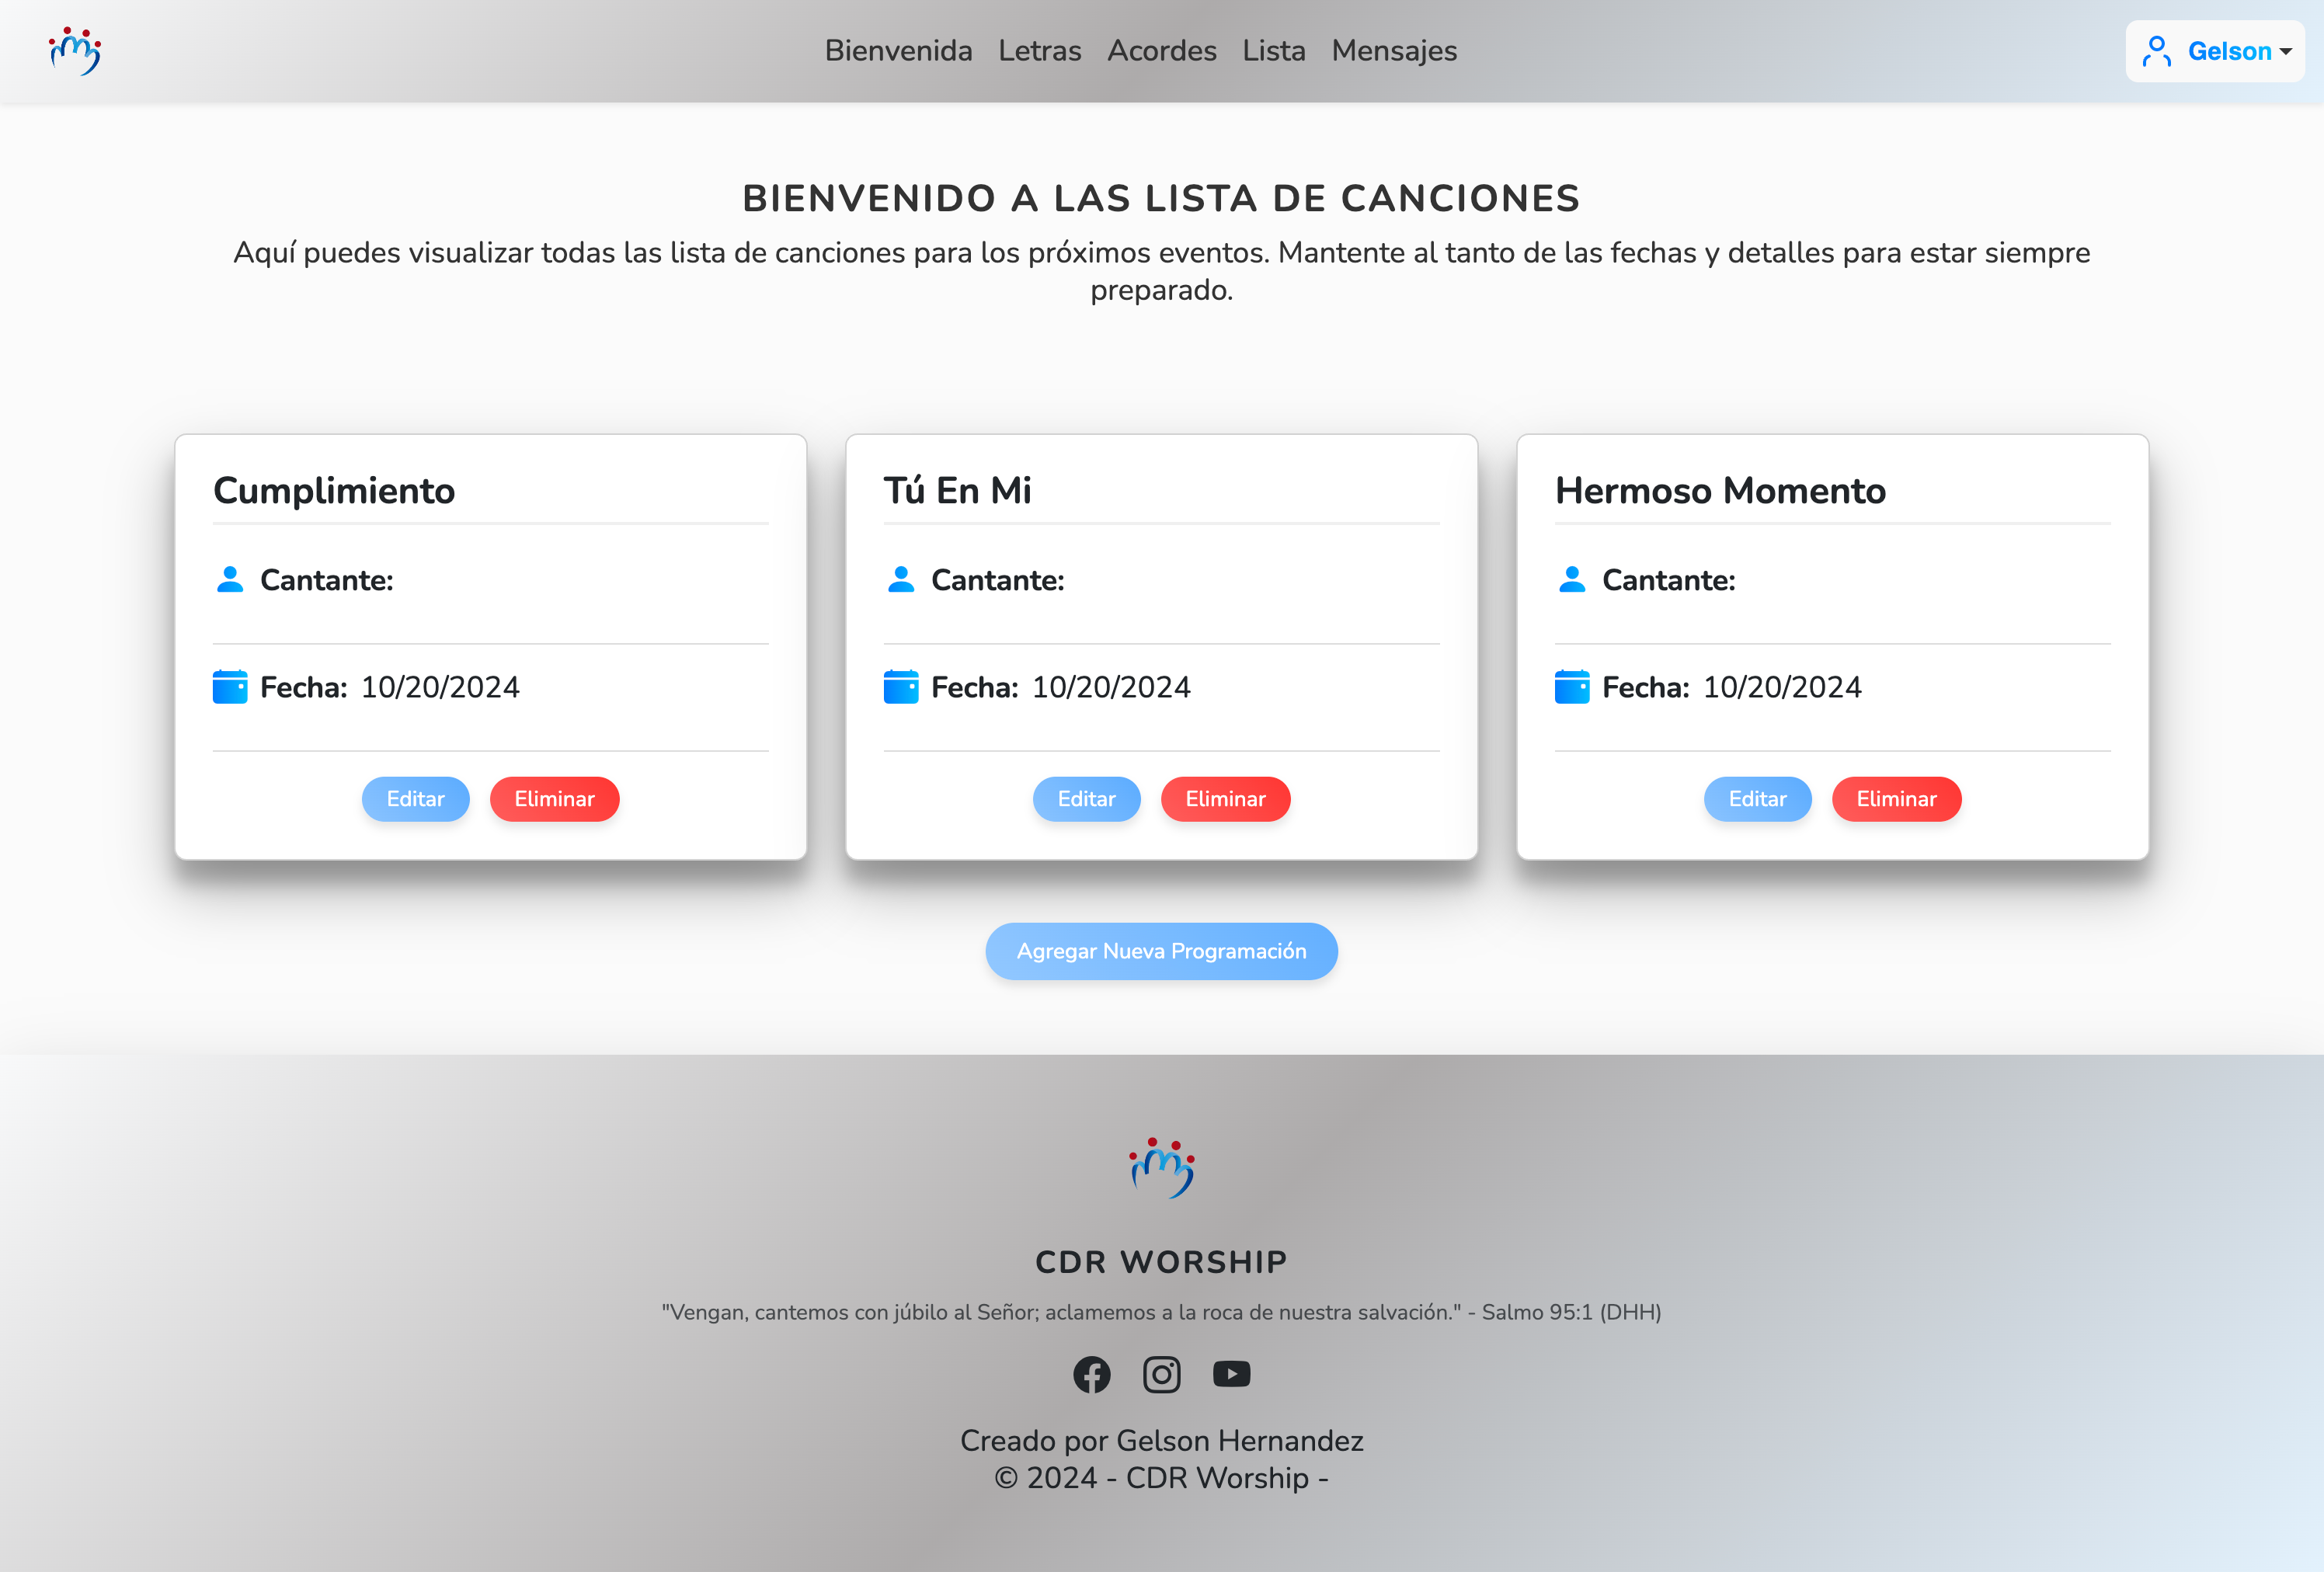 Bienvenida Letras Acordes Lista Mensajes
Gelson
BIENVENIDO A LAS LISTA DE CANCIONES
Aquí puedes visualizar todas las lista de canciones para los próximos eventos. Mantente al tanto de las fechas y detalles para estar siempre
preparado.
Cumplimiento
Cantante:
Fecha: 10/20/2024
Editar Eliminar
Tú En Mi
Cantante:
Fecha: 10/20/2024
Editar Eliminar
Hermoso Momento
Cantante:
Fecha: 10/20/2024
Editar Eliminar
Agregar Nueva Programación
CDR WORSHIP
"Vengan, cantemos con júbilo al Señor; aclamemos a la roca de nuestra salvación." - Salmo 95:1 (DHH)
Creado por Gelson Hernandez
© 2024 - CDR Worship -